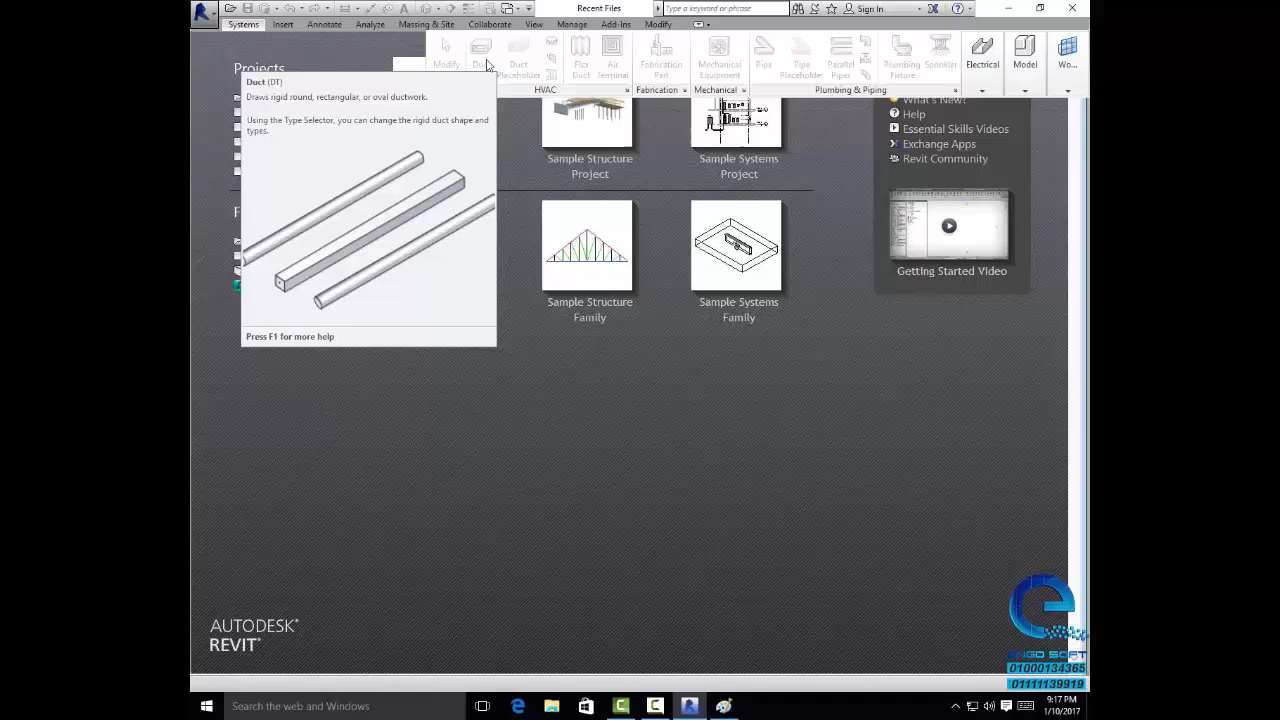 Recent Files
Type a keyword or phrase
Sign In
Systems
Insert
Annotate
Analyze
Massing & Site
Collaborate
View
Manage
Add-Ins
Modify
Modify
Duct
Duct
Placeholder
Flex
Duct
Air
Terminal
Fabrication
Part
Mechanical
Equipment
Pipe
Pipe
Placeholder
Parallel
Pipes
Plumbing
Fixture
Sprinkler
Electrical
Model
Wo...
HVAC
Fabrication
Mechanical
Plumbing & Piping
Projects
Duct (DT)
Draws rigid round, rectangular, or oval ductwork.
Using the Type Selector, you can change the rigid duct shape and
types.
Press F1 for more help
Sample Structure
Project
Sample Systems
Project
Sample Structure
Family
Sample Systems
Family
What's New?
Help
Essential Skills Videos
Exchange Apps
Revit Community
Getting Started Video
AUTODESK®
REVIT®
ENGO SOFT
01000134365
01111139919
Search the web and Windows
9:17 PM
1/10/2017